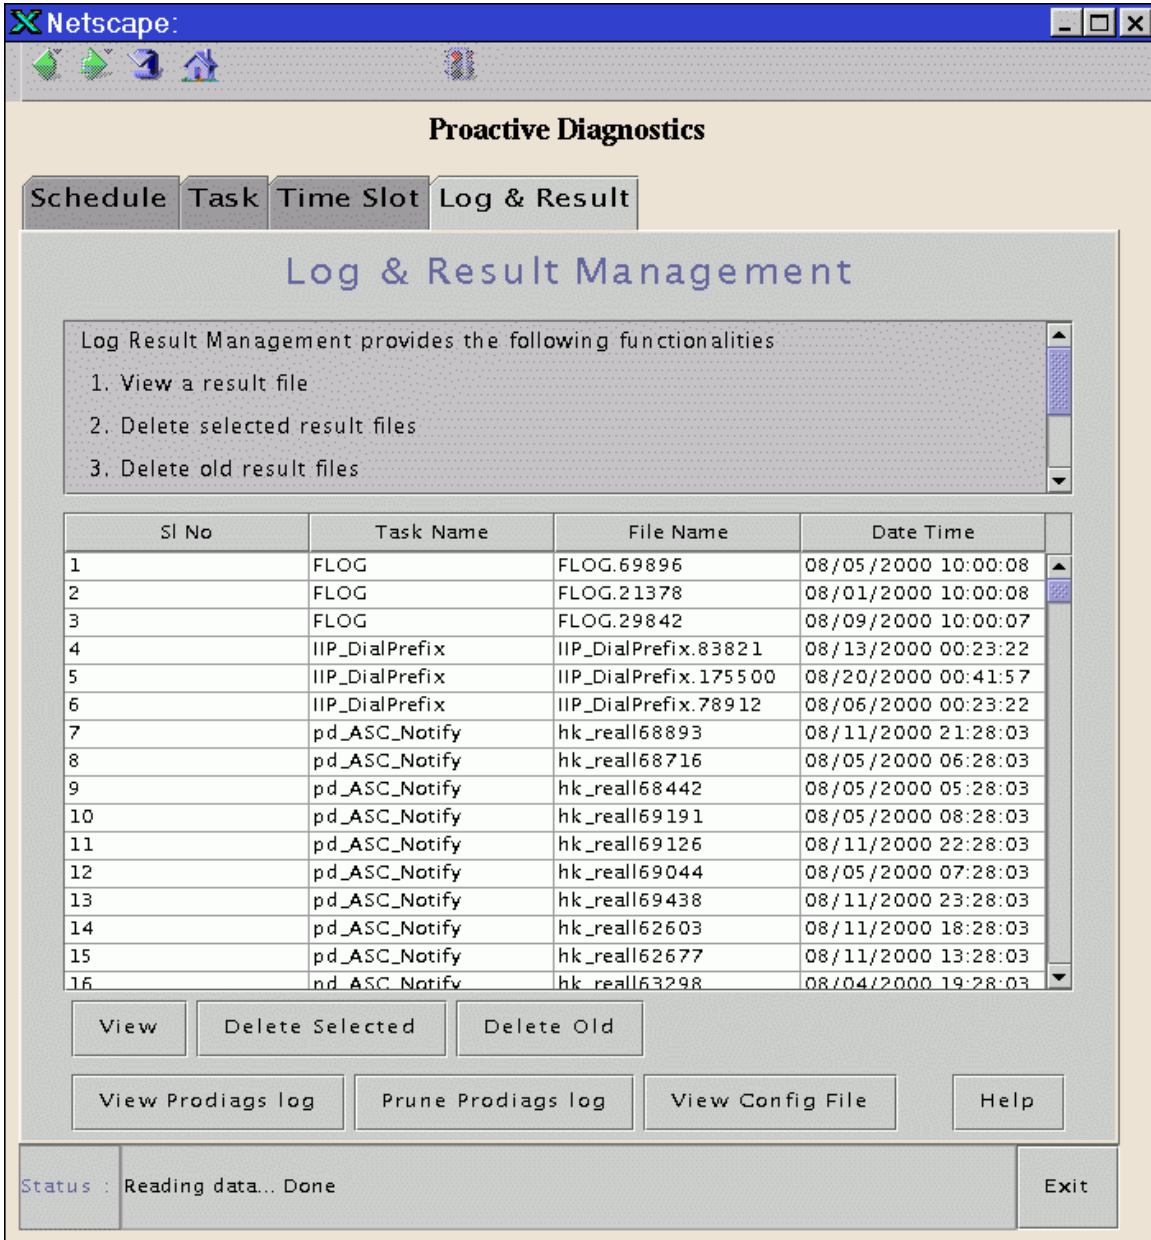 Netscape:
Proactive Diagnostics
Schedule Task Time Slot Log & Result
Log & Result Management
Log Result Management provides the following functionalities
1. View a result file
2. Delete selected result files
3. Delete old result files
Sl No Task Name File Name Date Time
1 FLOG FLOG.69896 08/05/2000 10:00:08
2 FLOG FLOG.21378 08/01/2000 10:00:08
3 FLOG FLOG.29842 08/09/2000 10:00:07
4 IIP_DialPrefix IIP_DialPrefix.83821 08/13/2000 00:23:22
5 IIP_DialPrefix IIP_DialPrefix.175500 08/20/2000 00:41:57
6 IIP_DialPrefix IIP_DialPrefix.78912 08/06/2000 00:23:22
7 pd_ASC_Notify hk_reall68893 08/11/2000 21:28:03
8 pd_ASC_Notify hk_reall68716 08/05/2000 06:28:03
9 pd_ASC_Notify hk_reall68442 08/05/2000 05:28:03
10 pd_ASC_Notify hk_reall69191 08/05/2000 08:28:03
11 pd_ASC_Notify hk_reall69126 08/11/2000 22:28:03
12 pd_ASC_Notify hk_reall69044 08/05/2000 07:28:03
13 pd_ASC_Notify hk_reall69438 08/11/2000 23:28:03
14 pd_ASC_Notify hk_reall62603 08/11/2000 18:28:03
15 pd_ASC_Notify hk_reall62677 08/11/2000 13:28:03
16 pd_ASC_Notify hk_reall63298 08/04/2000 19:28:03
View Delete Selected Delete Old
View Prodiags log Prune Prodiags log View Config File Help
Status : Reading data... Done Exit